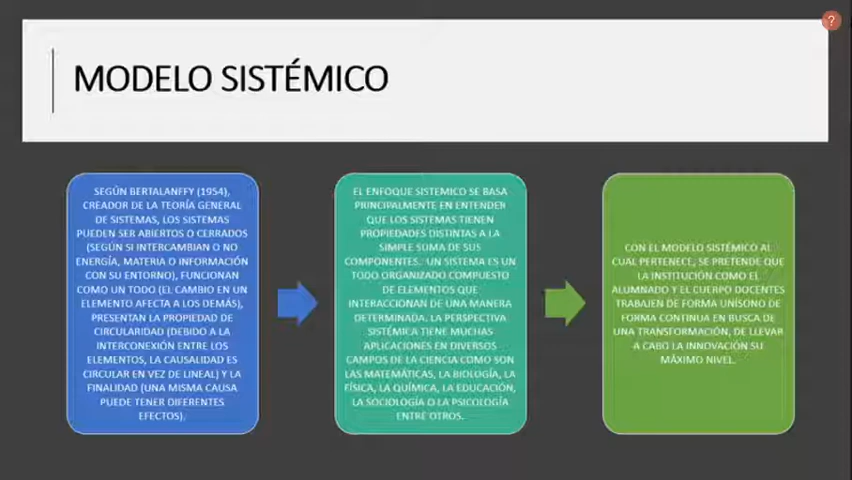 ?
MODELO SISTÉMICO
SEGÚN BERTALANFFY (1954),
CREADOR DE LA TEORÍA GENERAL
DE SISTEMAS, LOS SISTEMAS
PUEDEN SER ABIERTOS O CERRADOS
(SEGÚN SI INTERCAMBIAN O NO
ENERGÍA, MATERIA O INFORMACIÓN
CON SU ENTORNO), FUNCIONAN
COMO UN TODO (EL CAMBIO EN UN
ELEMENTO AFECTA A LOS DEMÁS),
PRESENTAN LA PROPIEDAD DE
CIRCULARIDAD (DEBIDO A LA
INTERCONEXIÓN ENTRE LOS
ELEMENTOS, LA CAUSALIDAD ES
CIRCULAR EN VEZ DE LINEAL) Y LA
FINALIDAD (UNA MISMA CAUSA
PUEDE TENER DIFERENTES
EFECTOS).
EL ENFOQUE SISTEMICO SE BASA
PRINCIPALMENTE EN ENTENDER
QUE LOS SISTEMAS TIENEN
PROPIEDADES DISTINTAS A LA
SIMPLE SUMA DE SUS
COMPONENTES. UN SISTEMA ES UN
TODO ORGANIZADO COMPUESTO
DE ELEMENTOS QUE
INTERACCIONAN DE UNA MANERA
DETERMINADA. LA PERSPECTIVA
SISTÉMICA TIENE MUCHAS
APLICACIONES EN DIVERSOS
CAMPOS DE LA CIENCIA COMO SON
LAS MATEMÁTICAS, LA BIOLOGÍA, LA
FÍSICA, LA QUÍMICA, LA EDUCACIÓN,
LA SOCIOLOGÍA O LA PSICOLOGÍA
ENTRE OTROS.
CON EL MODELO SISTÉMICO AL
CUAL PERTENECE, SE PRETENDE QUE
LA INSTITUCIÓN COMO EL
ALUMNADO Y EL CUERPO DOCENTES
TRABAJEN DE FORMA UNÍSONO DE
FORMA CONTINUA EN BUSCA DE
UNA TRANSFORMACIÓN, DE LLEVAR
A CABO LA INNOVACIÓN SU
MÁXIMO NIVEL.